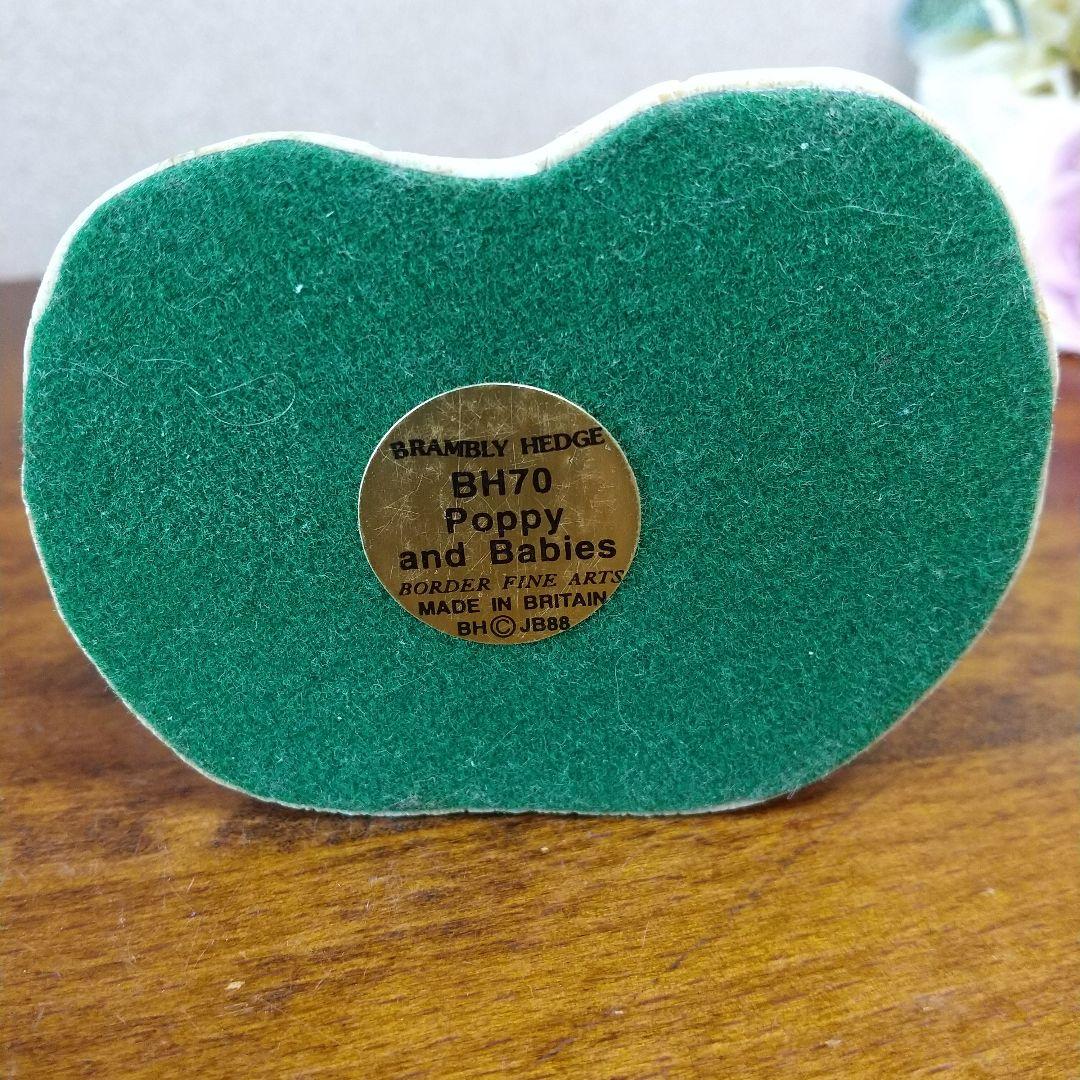 BRAMBLY HEDGE
BH70
Poppy
and Babies
BORDER FINE ARTS
MADE IN BRITAIN
BH©JB88